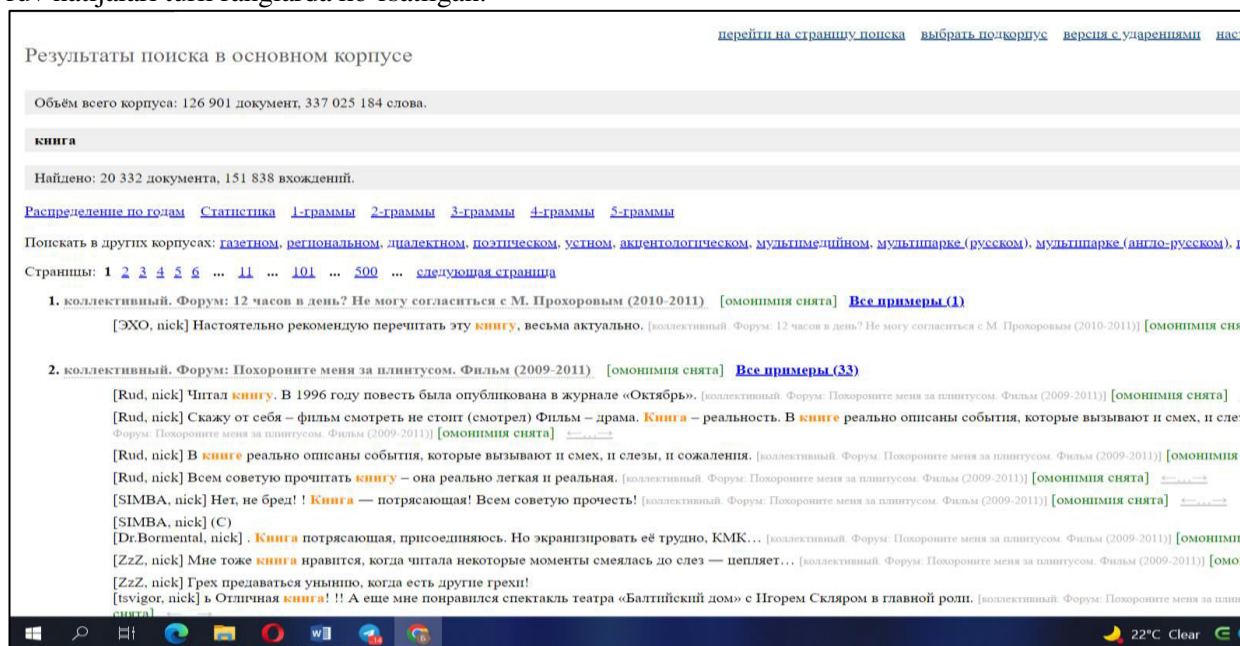 natijalari turli ranglarda
перейти на страницу поиска выбрать подкорпус версия с ударениями
Результаты поиска в основном корпусе
Объём всего корпуса: 126 901 документ, 337 025 184 слова.
книга
Найдено: 20 332 документа, 151 838 вхождений.
Распределение по годам Статистика 1-граммы 2-граммы 3-граммы 4-граммы 5-граммы
Поискать в других корпусах: газетном, региональном, диалектном, поэтическом, устном, акцентологическом, мультимедийном, мультипарке (русском), мультипарке (англо-русском),
Страницы: 1 2 3 4 5 6 ... 11 ... 101 ... 500 ... следующая страница
1. коллективный. Форум: 12 часов в день? Не могу согласиться с М. Прохоровым (2010-2011) [омонимия снята] Все примеры (1)
[ЭХО, nick] Настоятельно рекомендую перечитать эту книгу, весьма актуально. [коллективный. Форум: 12 часов в день? Не могу согласиться с М. Прохоровым (2010-2011)] [омонимия
2. коллективный. Форум: Похороните меня за плинтусом. Фильм (2009-2011) [омонимия снята] Все примеры (33)
[Rud, nick] Читал книгу. В 1996 году повесть была опубликована в журнале «Октябрь». [коллективный. Форум: Похороните меня за плинтусом. Фильм (2009-2011)] [омонимия снята]
[Rud, nick] Скажу от себя – фильм смотреть не стоит (смотрел) Фильм – драма. Книга – реальность. В книге реально описаны события, которые вызывают и смех, и
Форум: Похороните меня за плинтусом. Фильм (2009-2011)] [омонимия снята] ←...→
[Rud, nick] В книге реально описаны события, которые вызывают и смех, и слезы, и сожаления. [коллективный. Форум: Похороните меня за плинтусом. Фильм (2009-2011)] [омонимия
[Rud, nick] Всем советую прочитать книгу – она реально легкая и реальная. [коллективный. Форум: Похороните меня за плинтусом. Фильм (2009-2011)] [омонимия снята] ←...→
[SIMBA, nick] Нет, не бред! ! Книга — потрясающая! Всем советую прочесть! [коллективный. Форум: Похороните меня за плинтусом. Фильм (2009-2011)] [омонимия снята] ←...→
[SIMBA, nick] (C)
[Dr.Bormental, nick] . Книга потрясающая, присоединяюсь. Но экранизировать её трудно, КМК… [коллективный. Форум: Похороните меня за плинтусом. Фильм (2009-2011)]
[ZzZ, nick] Мне тоже книга нравится, когда читала некоторые моменты смеялась до слез — цепляет… [коллективный. Форум: Похороните меня за плинтусом. Фильм (2009-2011)]
[ZzZ, nick] Грех предаваться унынию, когда есть другие грехи!
[tsvigor, nick] ь Отличная книга! !! А еще мне понравился спектакль театра «Балтийский дом» с Игорем Скляром в главной роли. [коллективный. Форум: Похороните меня за
снята] ←...→
22°C Clear